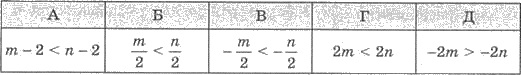 А Б В Г Д
m − 2 < n − 2 m/2 < n/2 −m/2 < −n/2 2m < 2n −2m > −2n